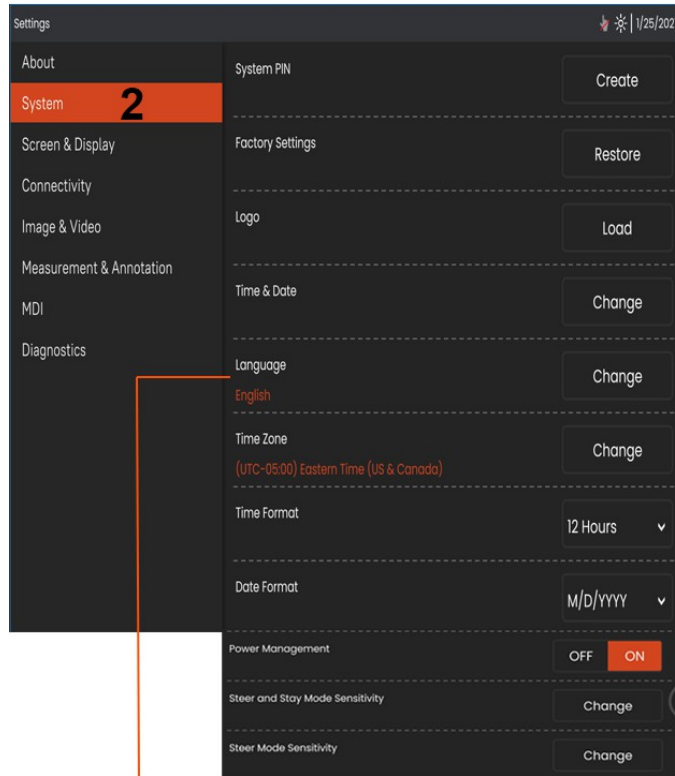 Settings
1/25/202
About
System
2
Screen & Display
Connectivity
Image & Video
Measurement & Annotation
MDI
Diagnostics
System PIN
Create
Factory Settings
Restore
Logo
Load
Time & Date
Change
Language
English
Change
Time Zone
(UTC-05:00) Eastern Time (US & Canada)
Change
Time Format
12 Hours
Date Format
M/D/YYYY
Power Management
OFF ON
Steer and Stay Mode Sensitivity
Change
Steer Mode Sensitivity
Change